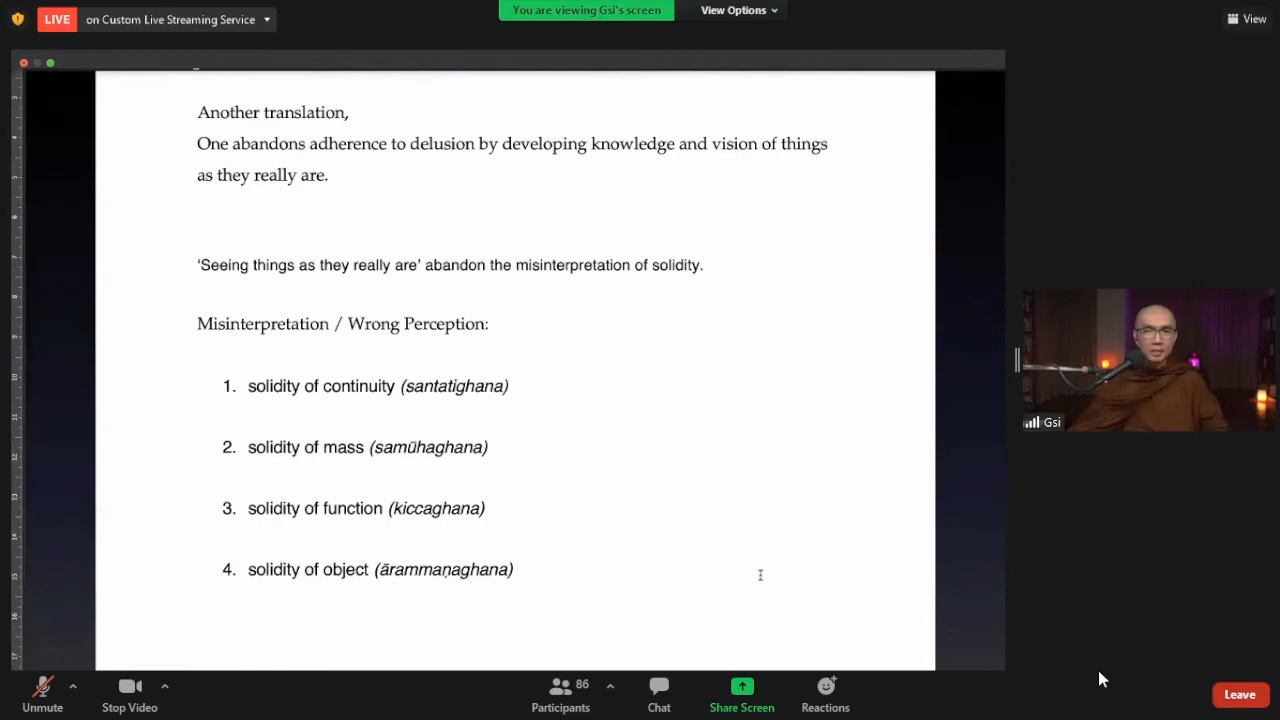 You are viewing Gsi's screen
View Options
LIVE on Custom Live Streaming Service
View
Another translation,
One abandons adherence to delusion by developing knowledge and vision of things
as they really are.
‘Seeing things as they really are’ abandon the misinterpretation of solidity.
Misinterpretation / Wrong Perception:
1. solidity of continuity (santatighana)
2. solidity of mass (samūhaghana)
3. solidity of function (kiccaghana)
4. solidity of object (ārammaṇaghana)
Gsi
Unmute
Stop Video
86
Participants
Chat
Share Screen
Reactions
Leave